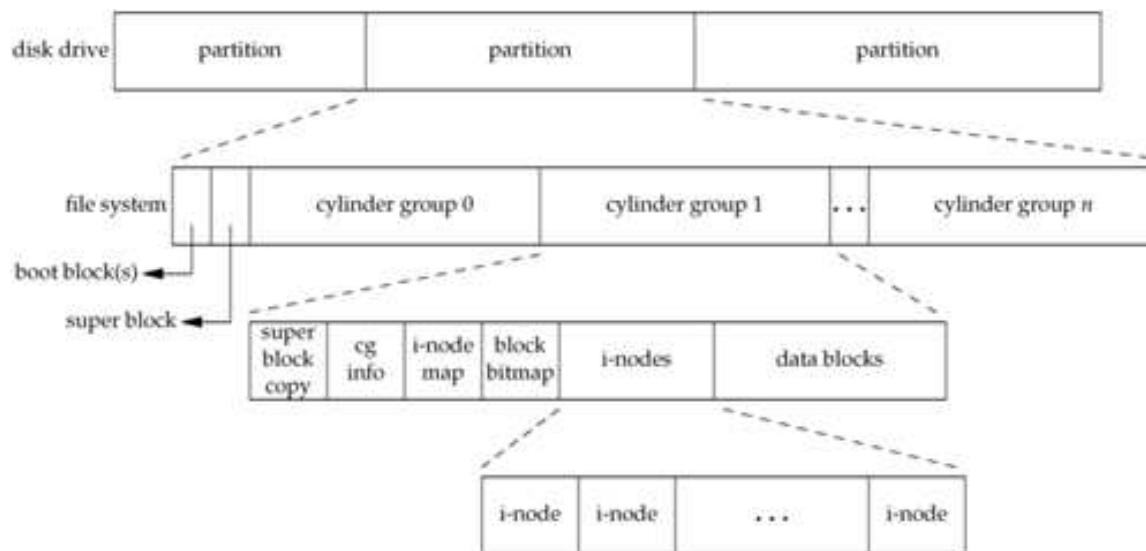 disk drive
partition
partition
partition
file system
cylinder group 0
cylinder group 1
...
cylinder group n
boot block(s)
super block
super
block
copy
cg
info
i-node
map
block
bitmap
i-nodes
data blocks
i-node
i-node
...
i-node